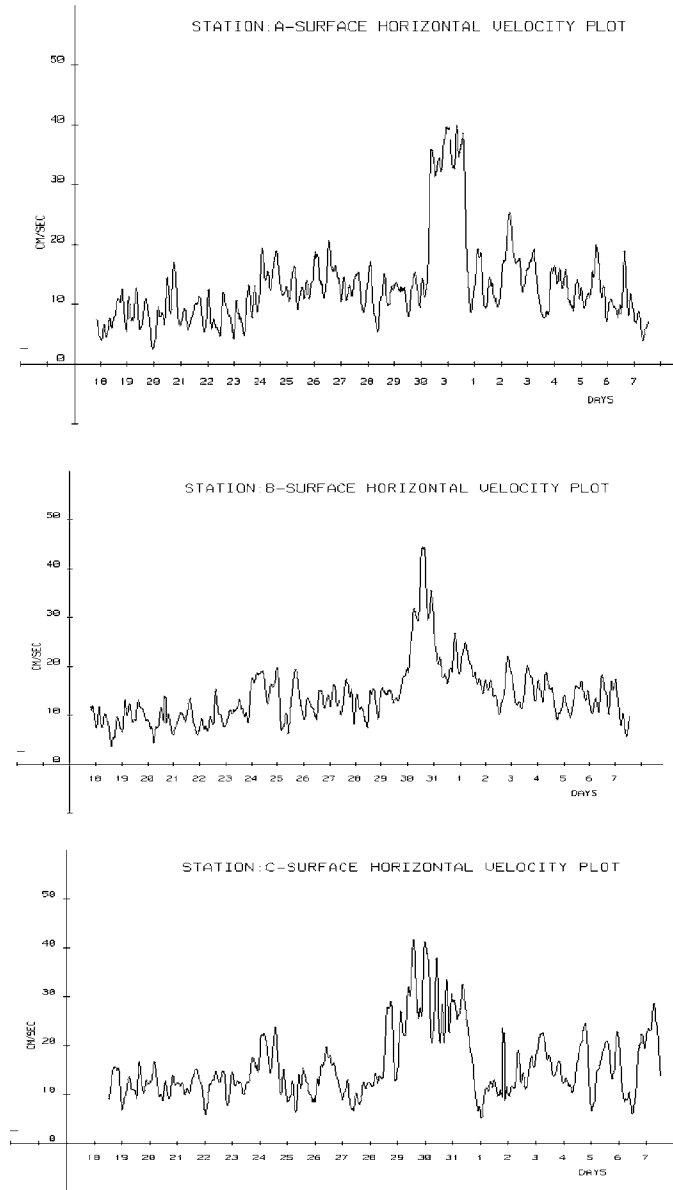 STATION:A-SURFACE HORIZONTAL VELOCITY PLOT
50
40
30
20
10
0
CM/SEC
18 19 20 21 22 23 24 25 26 27 28 29 30 3 1 2 3 4 5 6 7
DAYS
STATION:B-SURFACE HORIZONTAL VELOCITY PLOT
50
40
30
20
10
0
CM/SEC
18 19 20 21 22 23 24 25 26 27 28 29 30 31 1 2 3 4 5 6 7
DAYS
STATION:C-SURFACE HORIZONTAL VELOCITY PLOT
50
40
30
20
10
0
CM/SEC
18 19 20 21 22 23 24 25 26 27 28 29 30 31 1 2 3 4 5 6 7
DAYS